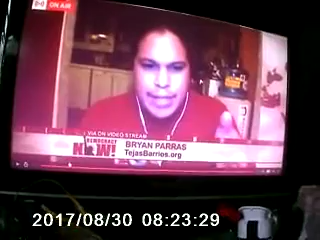 ON AIR
VIA ON VIDEO STREAM
DEMOCRACY
NOW!
BRYAN PARRAS
TejasBarrios.org
2017/08/30 08:23:29